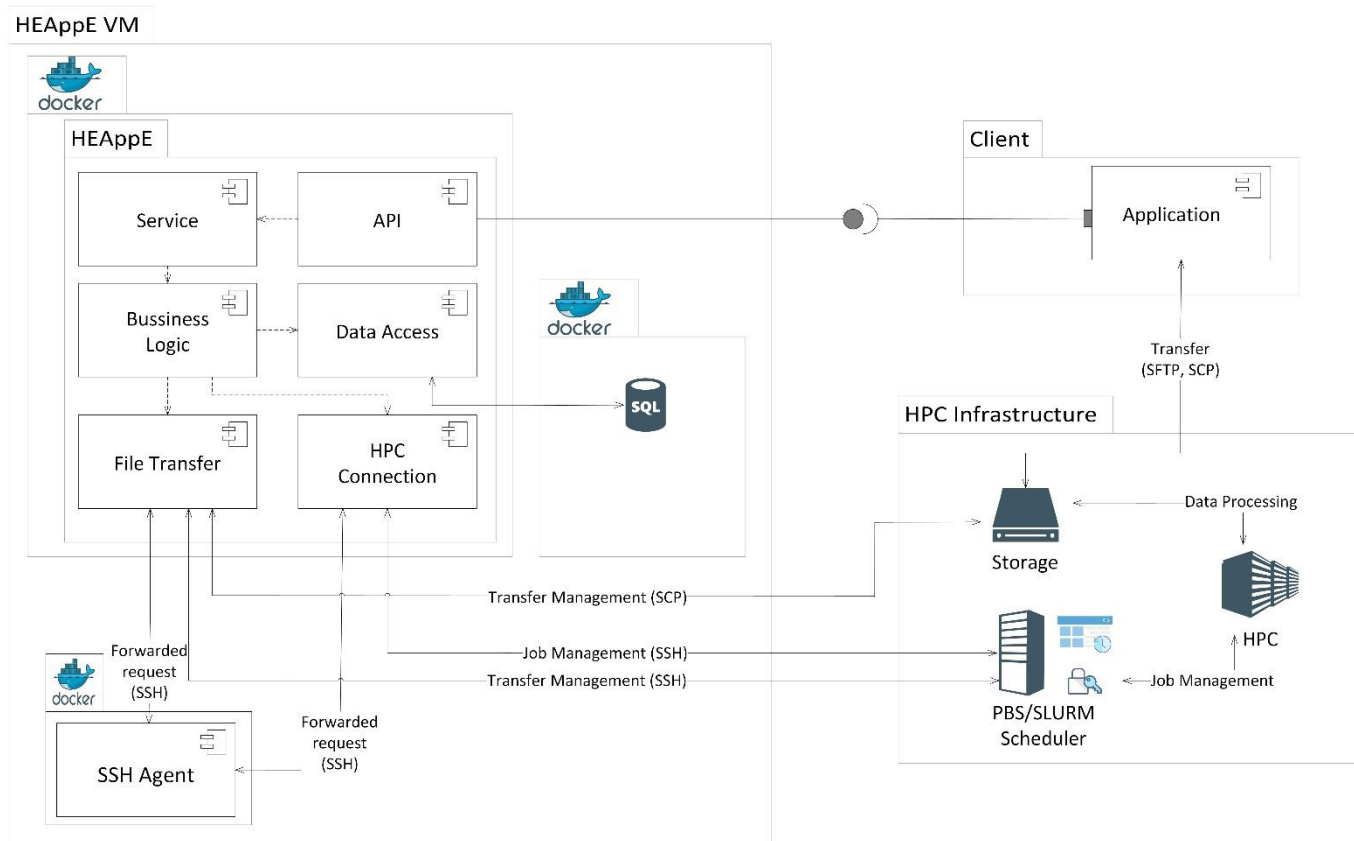 HEAppE VM
docker
HEAppE
Service
API
Client
Application
Bussiness
Logic
Data Access
docker
SQL
Transfer
(SFTP, SCP)
File Transfer
HPC
Connection
HPC Infrastructure
Data Processing
Storage
Transfer Management (SCP)
HPC
Forwarded
request
(SSH)
Job Management (SSH)
Transfer Management (SSH)
Job Management
docker
PBS/SLURM
Scheduler
Forwarded
request
(SSH)
SSH Agent